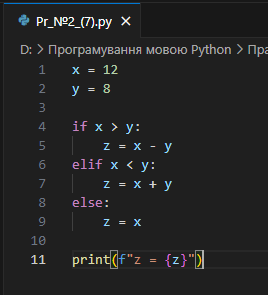 Pr_№2_(7).py
D: > Програмування мовою Python > Пра
1 x = 12
2 y = 8
3
4 if x > y:
5     z = x - y
6 elif x < y:
7     z = x + y
8 else:
9     z = x
10
11 print(f"z = {z}")